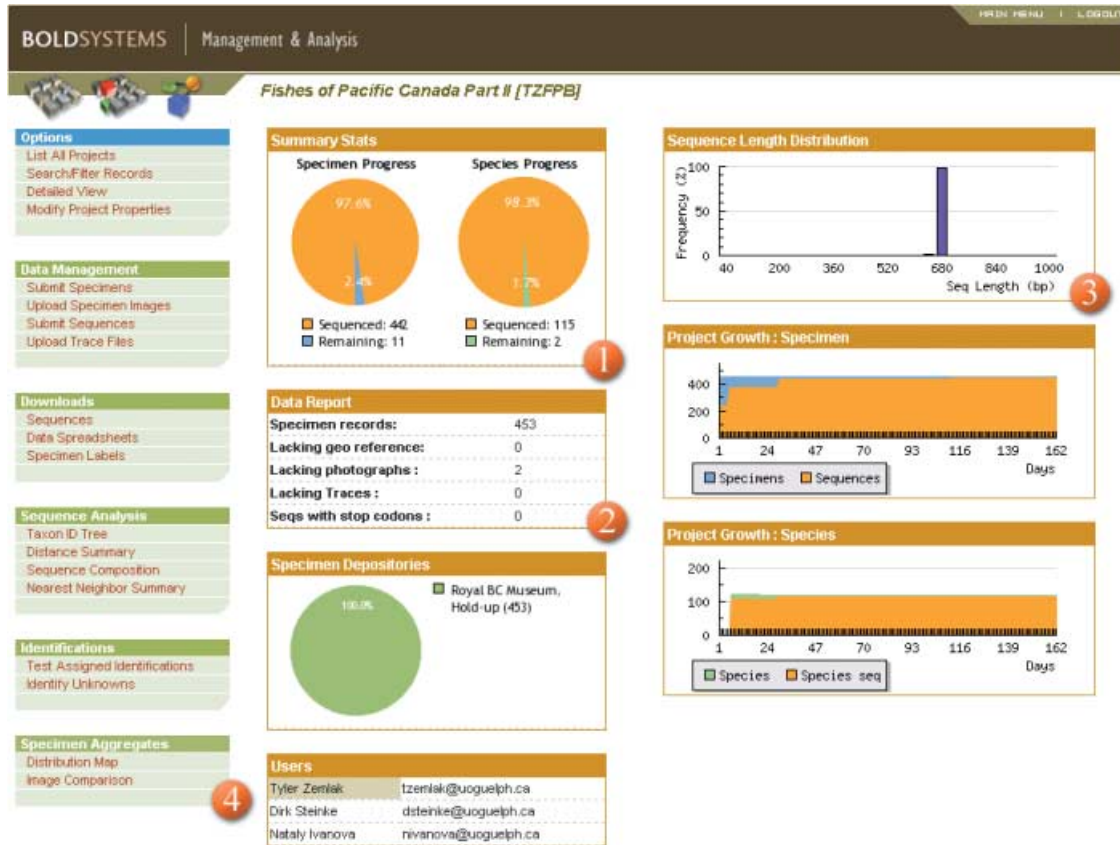 MAIN MENU | LOGOUT
BOLDSYSTEMS | Management & Analysis
Fishes of Pacific Canada Part II [TZFPB]
Options
List All Projects
Search/Filter Records
Detailed View
Modify Project Properties
Data Management
Submit Specimens
Upload Specimen Images
Submit Sequences
Upload Trace Files
Downloads
Sequences
Data Spreadsheets
Specimen Labels
Sequence Analysis
Taxon ID Tree
Distance Summary
Sequence Composition
Nearest Neighbor Summary
Identifications
Test Assigned Identifications
Identify Unknowns
Specimen Aggregates
Distribution Map
Image Comparison
4
Summary Stats
Specimen Progress Species Progress
97.6% 98.3%
2.4% 1.7%
Sequenced: 442 Sequenced: 115
Remaining: 11 Remaining: 2
1
Data Report
Specimen records: 453
Lacking geo reference: 0
Lacking photographs : 2
Lacking Traces : 0
Seqs with stop codons : 0
2
Specimen Depositories
100.0%
Royal BC Museum,
Hold-up (453)
Users
Tyler Zemlak tzemlak@uoguelph.ca
Dirk Steinke dsteinke@uoguelph.ca
Nataly Ivanova nivanova@uoguelph.ca
Sequence Length Distribution
Frequency (%)
100
50
0
40 200 360 520 680 840 1000
Seq Length (bp)
3
Project Growth : Specimen
400
200
0
1 24 47 70 93 116 139 162
Days
Specimens Sequences
Project Growth : Species
200
100
0
1 24 47 70 93 116 139 162
Days
Species Species seq